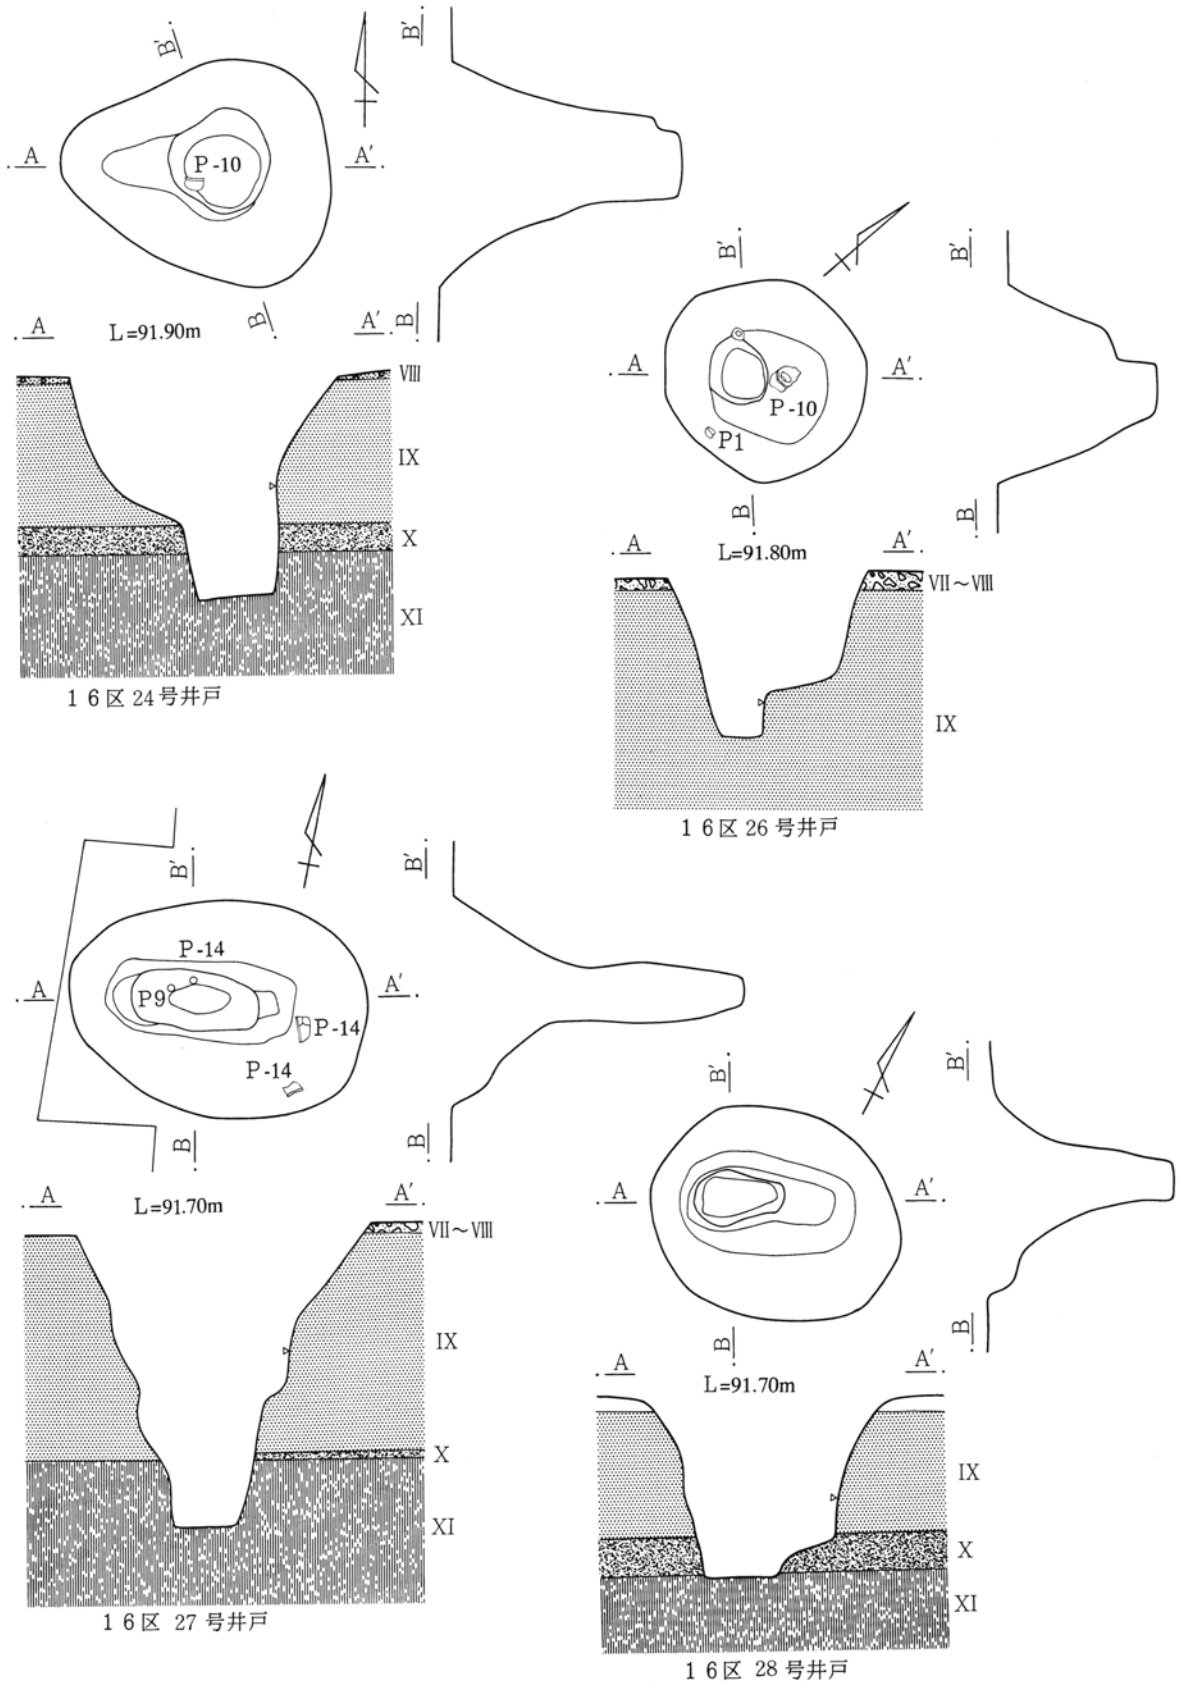 B' B'
A P-10 A'
B
A L=91.90m A' B
VIII
IX
X
XI
16区24号井戸
B' B'
A A'
P-10
P1
B B
A L=91.80m A'
VII～VIII
IX
16区26号井戸
B' B'
P-14
A P9 A'
P-14
P-14
B B
A L=91.70m A'
VII～VIII
IX
X
XI
16区 27号井戸
B' B'
A A'
B B
A L=91.70m A'
IX
X
XI
16区 28号井戸